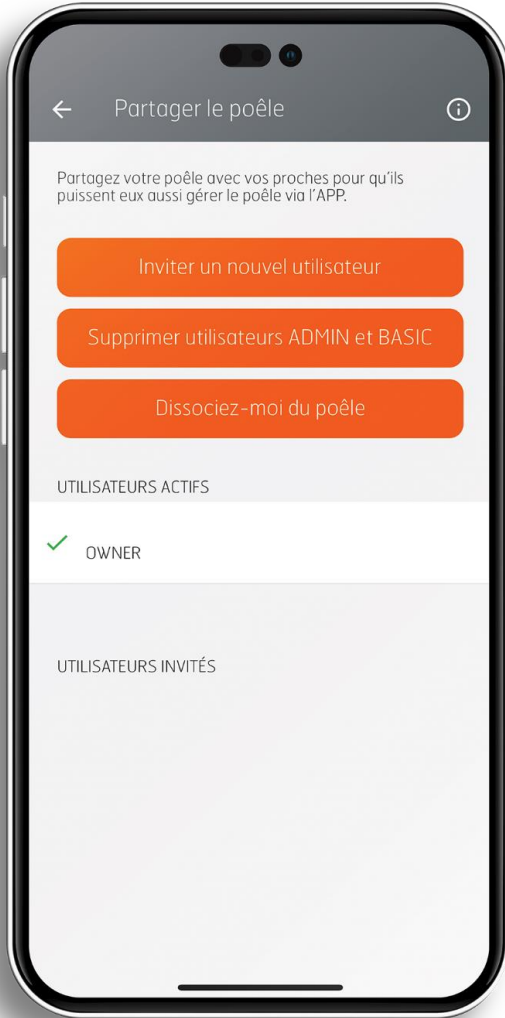 Partager le poêle
Partagez votre poêle avec vos proches pour qu'ils
puissent eux aussi gérer le poêle via l'APP.
Inviter un nouvel utilisateur
Supprimer utilisateurs ADMIN et BASIC
Dissociez-moi du poêle
UTILISATEURS ACTIFS
OWNER
UTILISATEURS INVITÉS